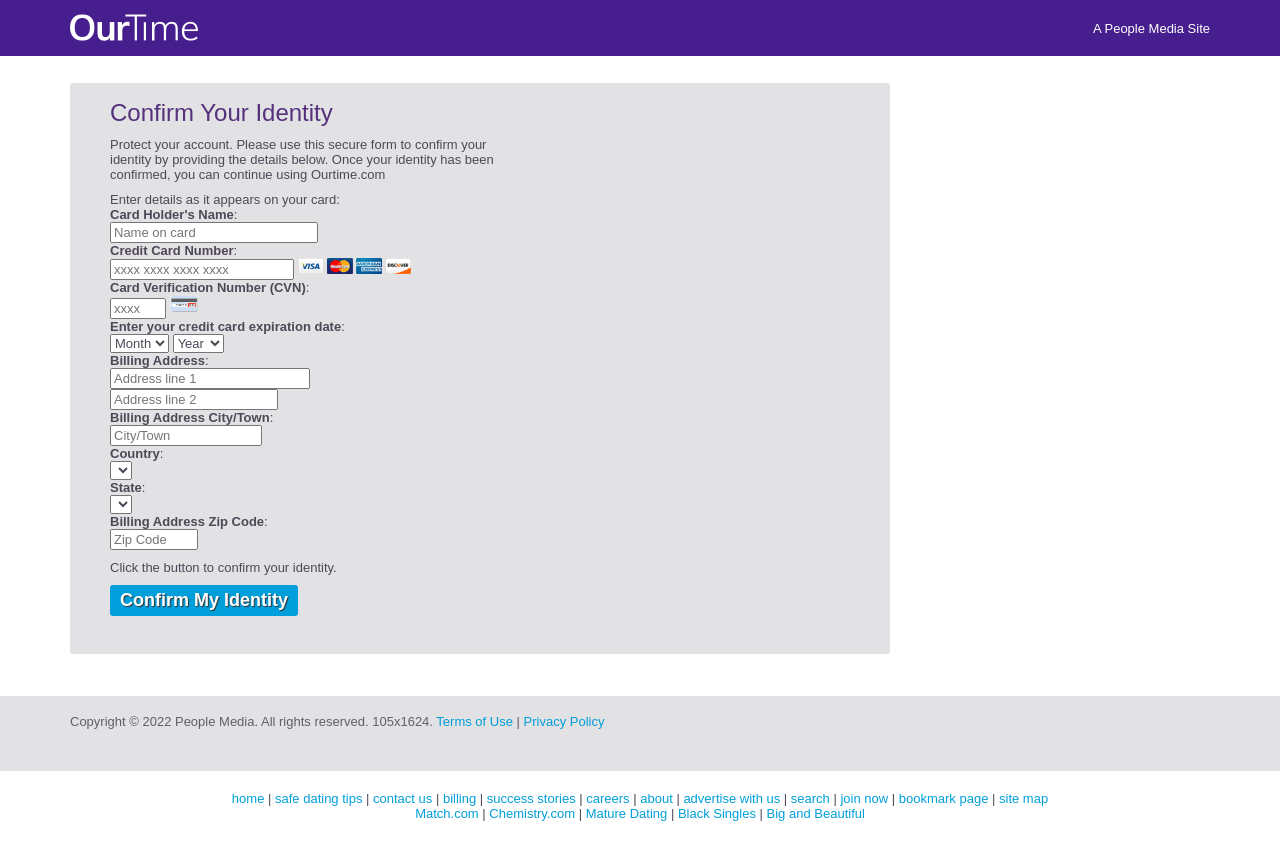 OurTime
A People Media Site
Confirm Your Identity
Protect your account. Please use this secure form to confirm your
identity by providing the details below. Once your identity has been
confirmed, you can continue using Ourtime.com
Enter details as it appears on your card:
Card Holder's Name:
Name on card
Credit Card Number:
xxxx xxxx xxxx xxxx VISA MasterCard AMERICAN EXPRESS DISCOVER
Card Verification Number (CVN):
xxxx
Enter your credit card expiration date:
Month Year
Billing Address:
Address line 1
Address line 2
Billing Address City/Town:
City/Town
Country:
State:
Billing Address Zip Code:
Zip Code
Click the button to confirm your identity.
Confirm My Identity
Copyright © 2022 People Media. All rights reserved. 105x1624. Terms of Use | Privacy Policy
home | safe dating tips | contact us | billing | success stories | careers | about | advertise with us | search | join now | bookmark page | site map
Match.com | Chemistry.com | Mature Dating | Black Singles | Big and Beautiful